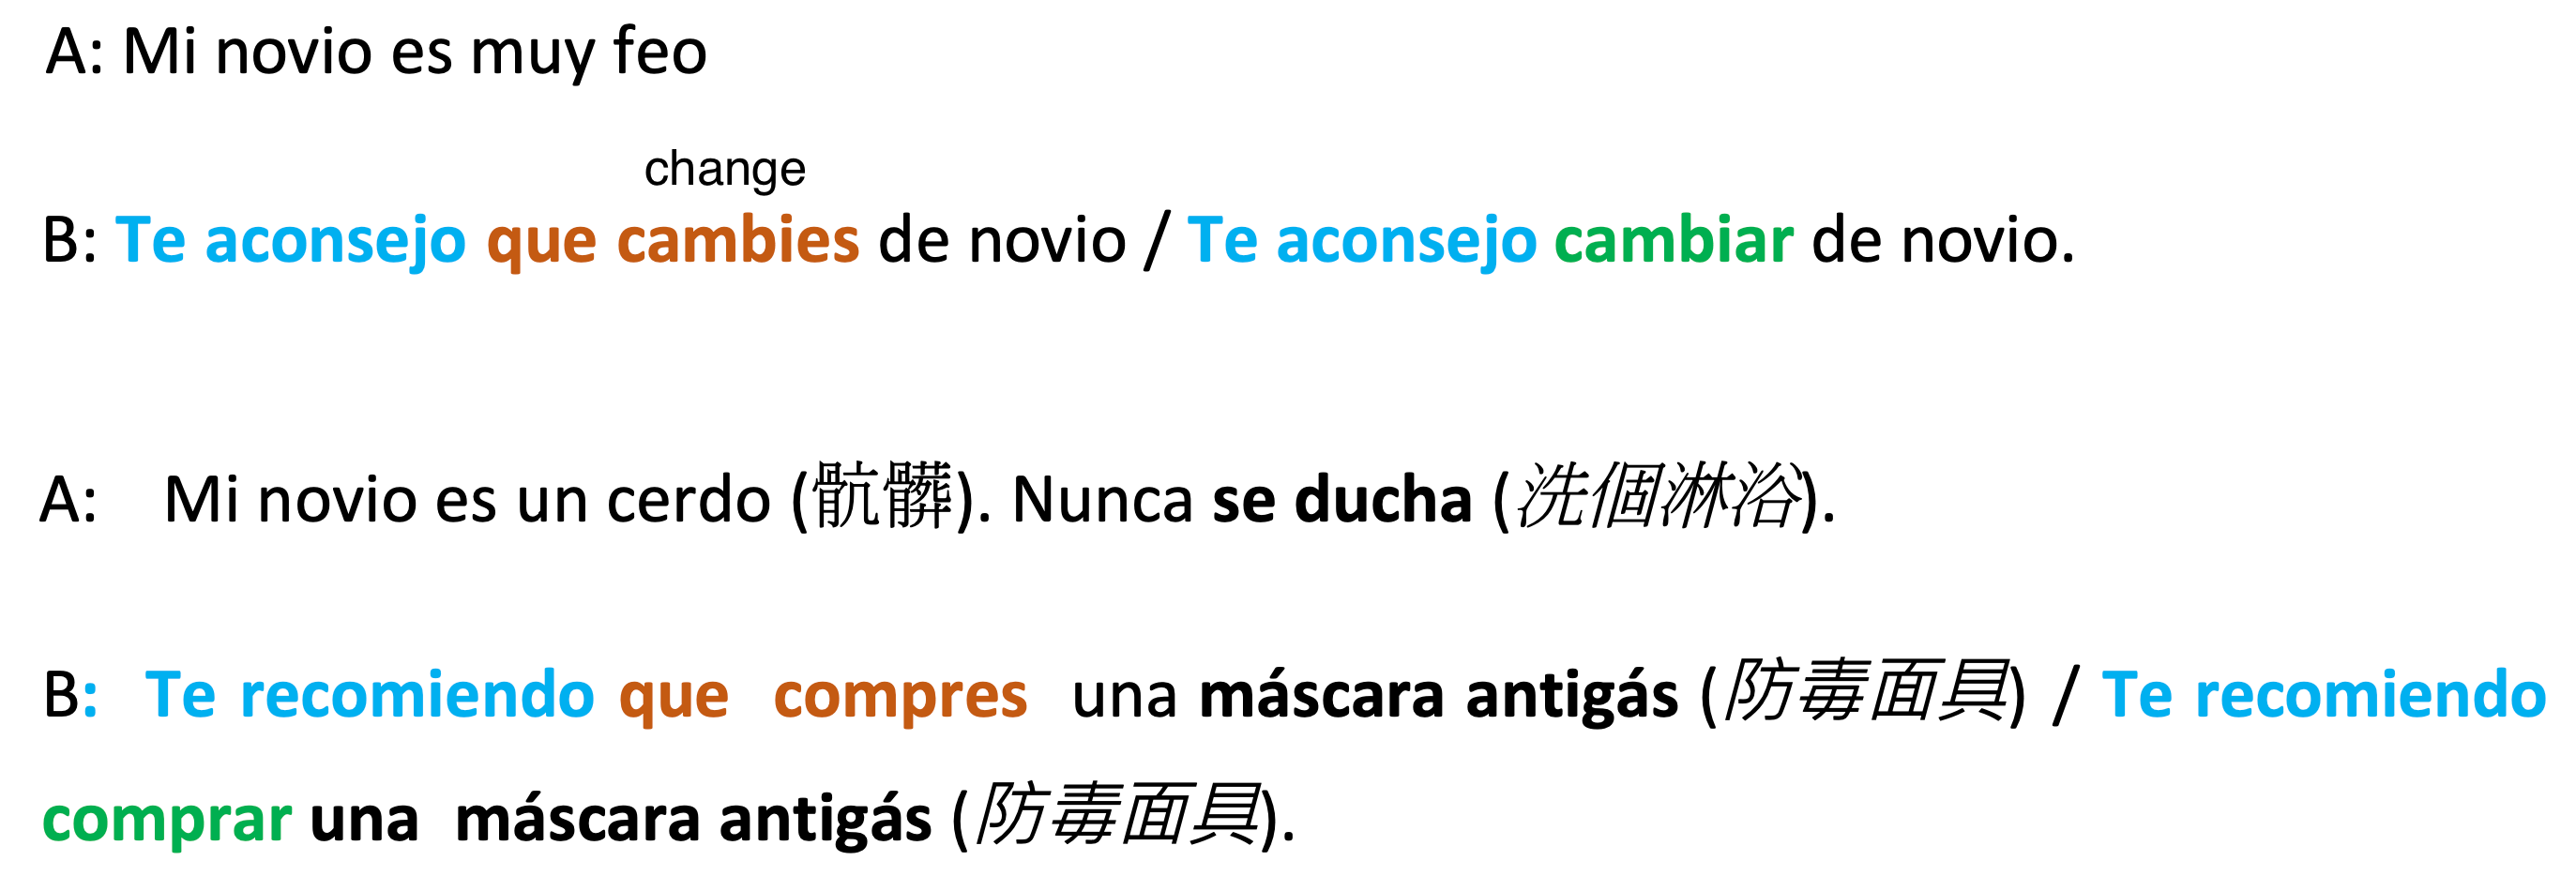 A: Mi novio es muy feo
change
B: Te aconsejo que cambies de novio / Te aconsejo cambiar de novio.
A: Mi novio es un cerdo (骯髒). Nunca se ducha (洗個淋浴).
B: Te recomiendo que compres una máscara antigás (防毒面具) / Te recomiendo
comprar una máscara antigás (防毒面具).